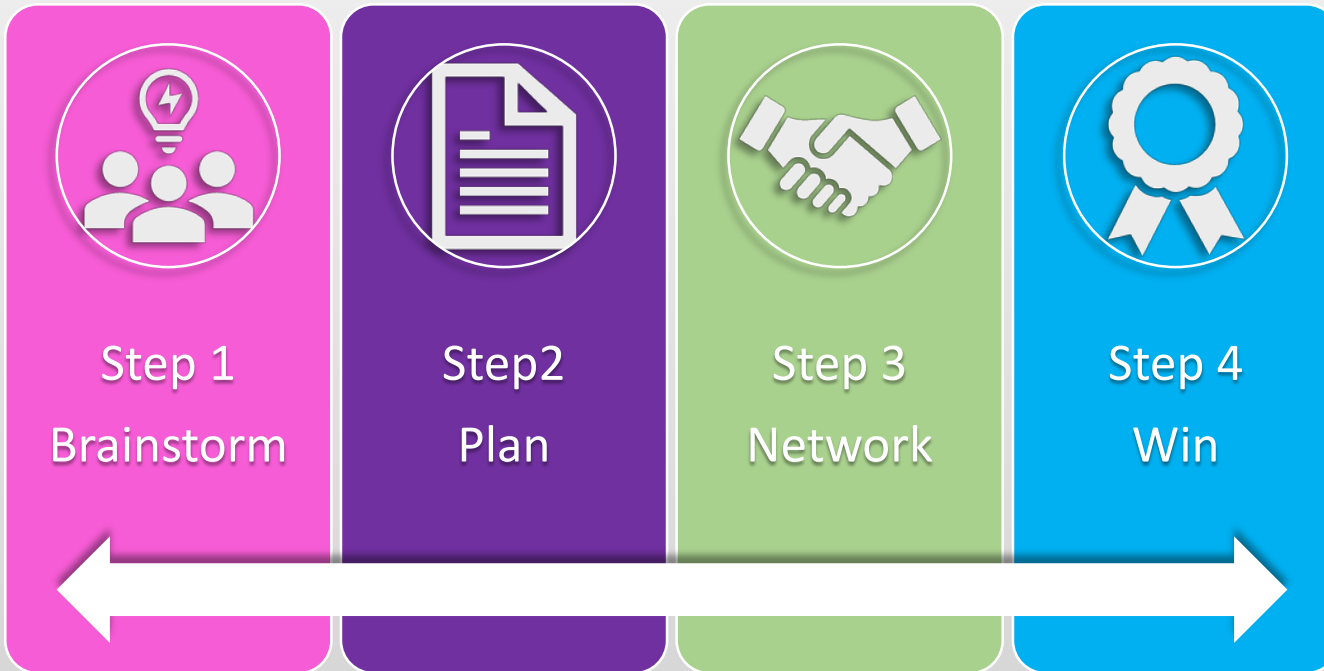 Step 1
Brainstorm
Step2
Plan
Step 3
Network
Step 4
Win